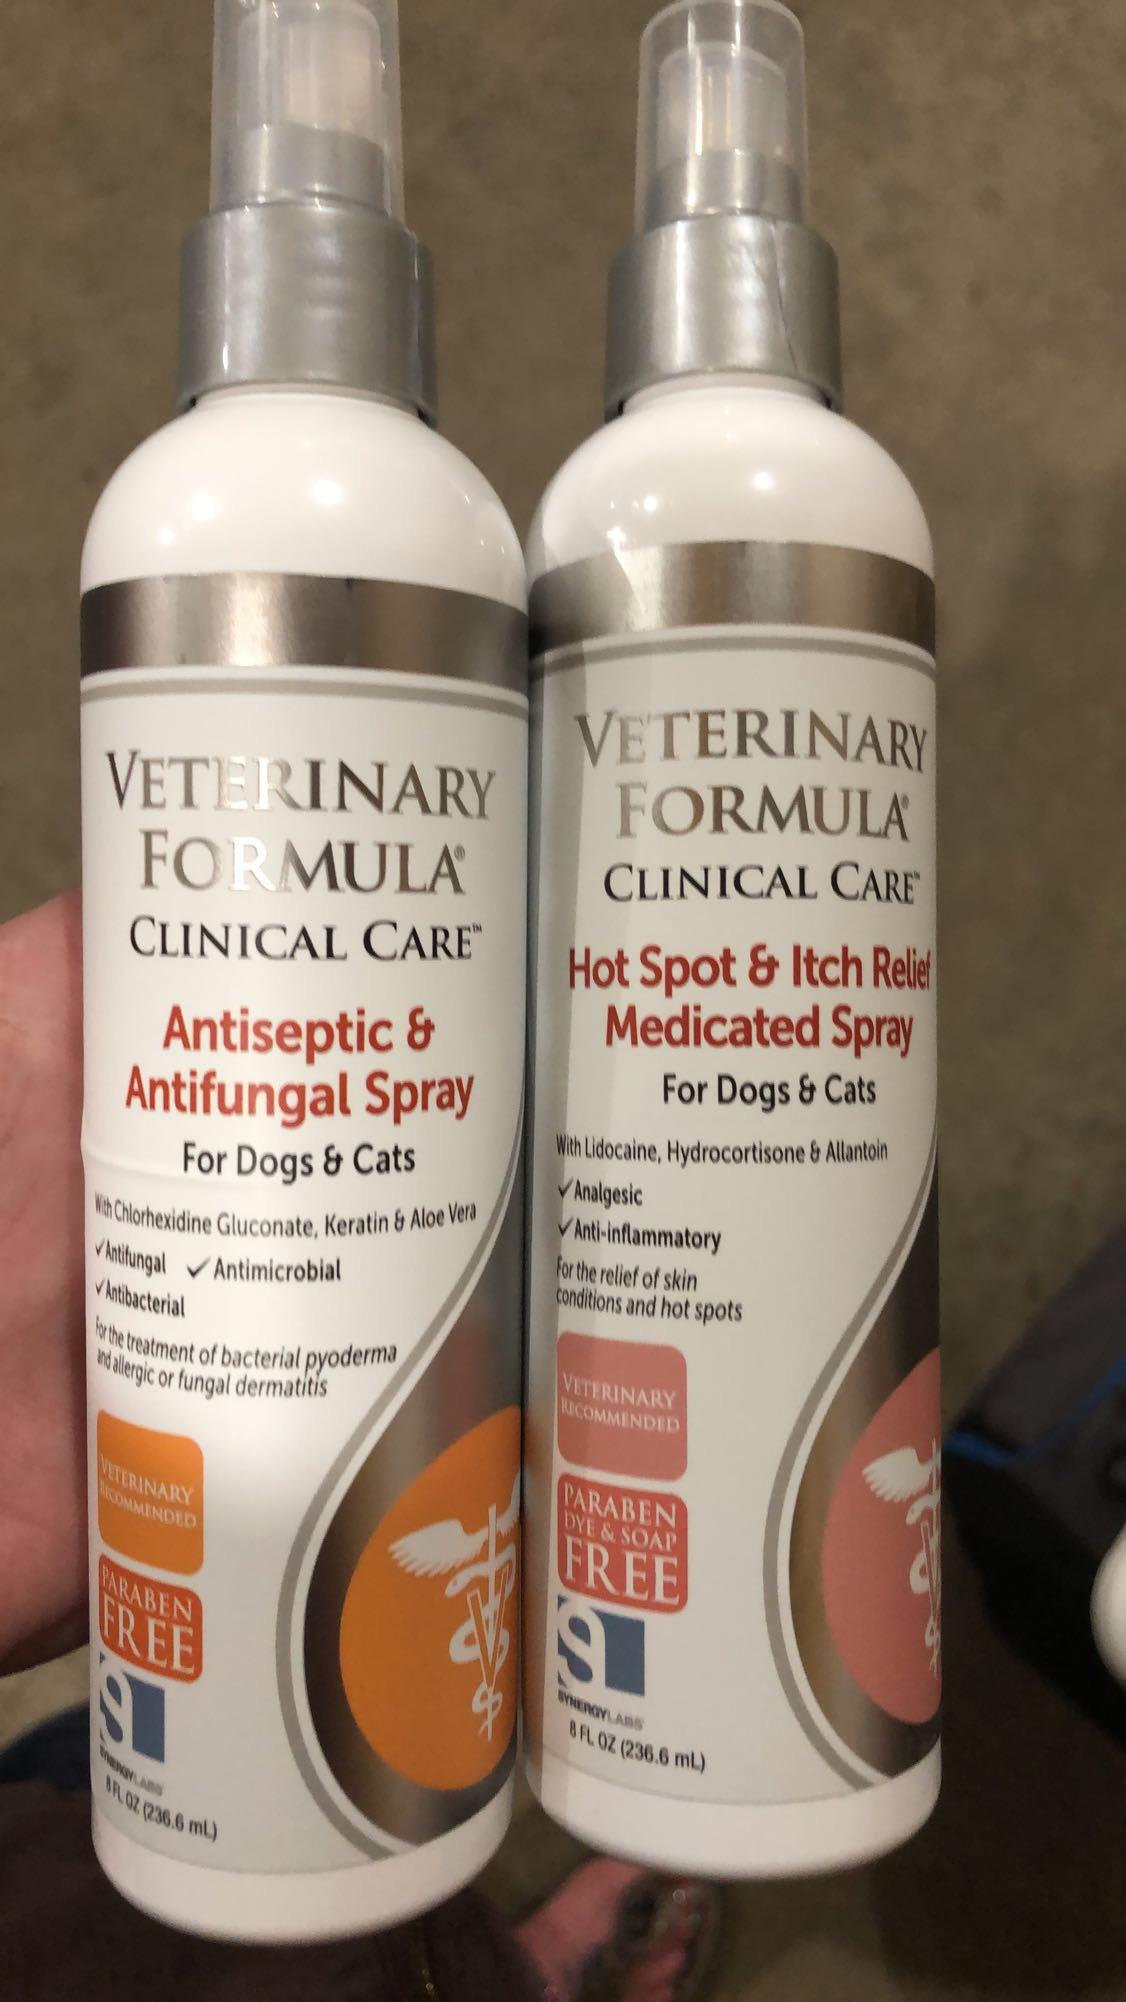 VETERINARY
FORMULA®
CLINICAL CARE™
Antiseptic &
Antifungal Spray
For Dogs & Cats
With Chlorhexidine Gluconate, Keratin & Aloe Vera
✓Antifungal ✓Antimicrobial
✓Antibacterial
For the treatment of bacterial pyoderma
and allergic or fungal dermatitis
VETERINARY
RECOMMENDED
PARABEN
FREE
SYNERGYLABS
8 FL OZ (236.6 mL)
VETERINARY
FORMULA®
CLINICAL CARE™
Hot Spot & Itch Relief
Medicated Spray
For Dogs & Cats
With Lidocaine, Hydrocortisone & Allantoin
✓Analgesic
✓Anti-inflammatory
For the relief of skin
conditions and hot spots
VETERINARY
RECOMMENDED
PARABEN
DYE & SOAP
FREE
SYNERGYLABS
8 FL OZ (236.6 mL)